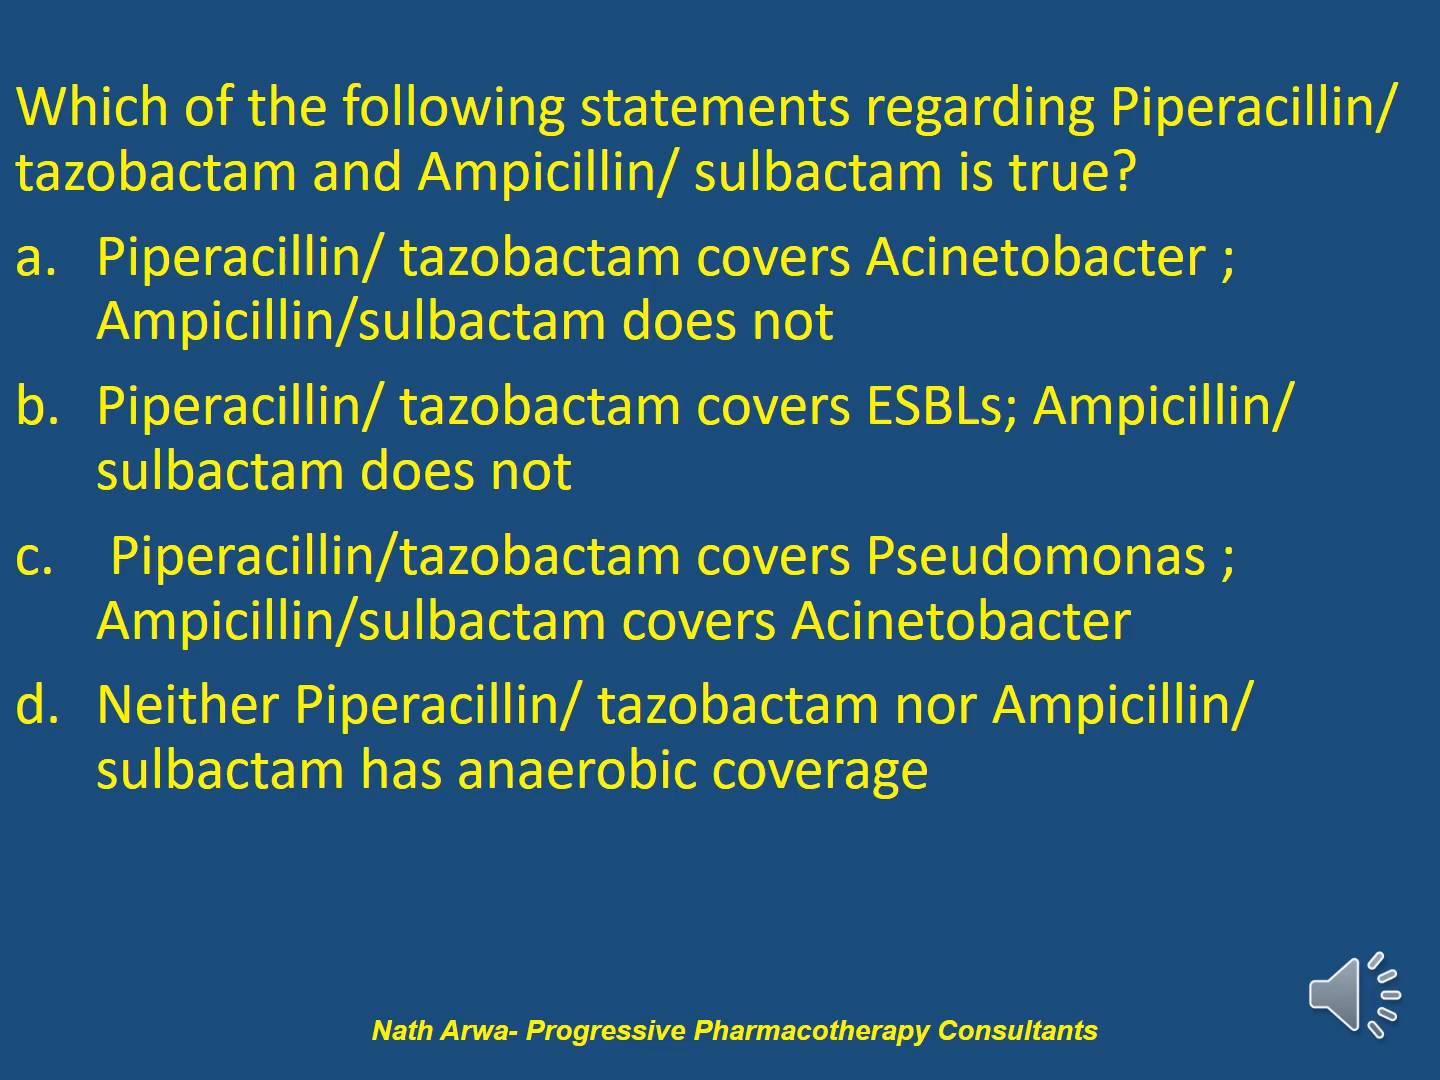 Which of the following statements regarding Piperacillin/
tazobactam and Ampicillin/ sulbactam is true?
a. Piperacillin/ tazobactam covers Acinetobacter ;
Ampicillin/sulbactam does not
b. Piperacillin/ tazobactam covers ESBLs; Ampicillin/
sulbactam does not
c. Piperacillin/tazobactam covers Pseudomonas ;
Ampicillin/sulbactam covers Acinetobacter
d. Neither Piperacillin/ tazobactam nor Ampicillin/
sulbactam has anaerobic coverage
Nath Arwa- Progressive Pharmacotherapy Consultants